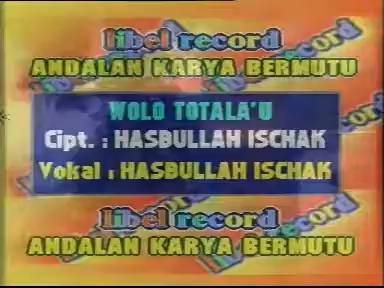 libel record
ANDALAN KARYA BERMUTU
WOLO TOTALA'U
Cipt. : HASBULLAH ISCHAK
Vokal : HASBULLAH ISCHAK
libel record
ANDALAN KARYA BERMUTU